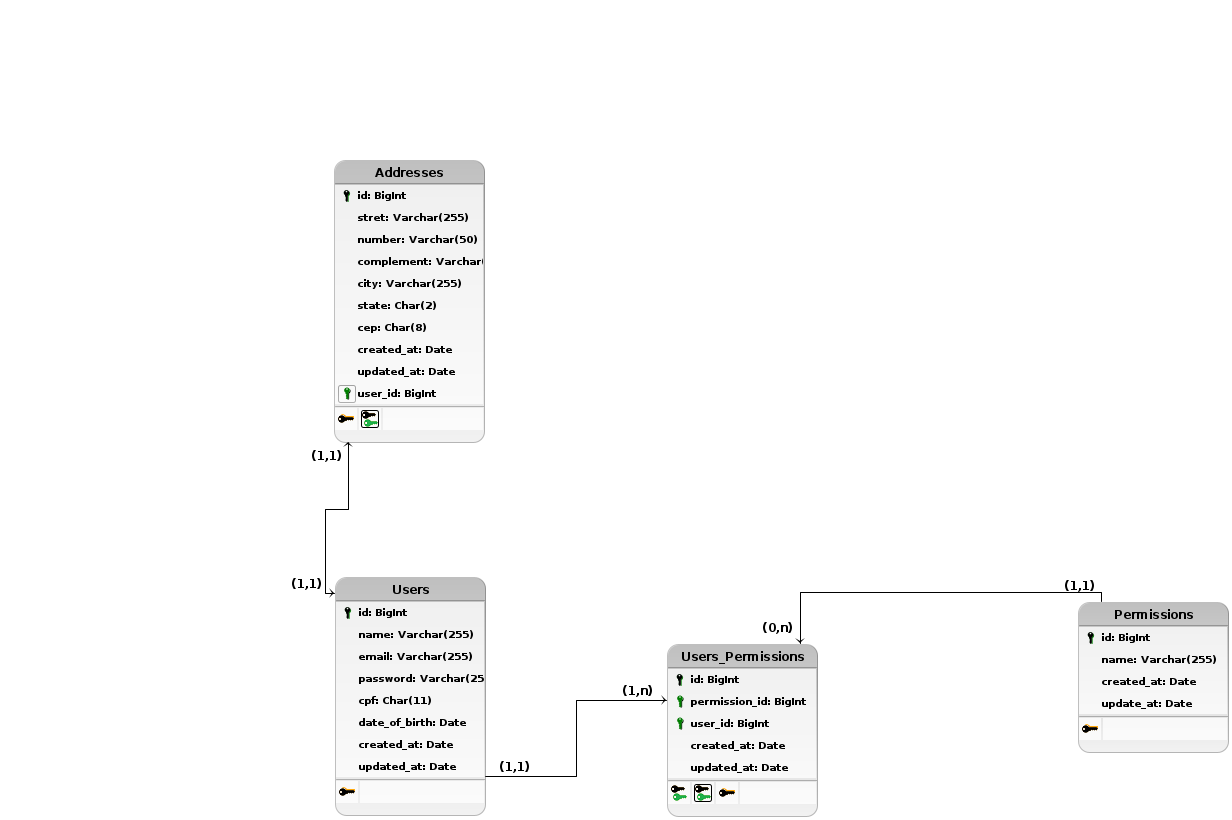 Addresses
id: BigInt
stret: Varchar(255)
number: Varchar(50)
complement: Varchar(
city: Varchar(255)
state: Char(2)
cep: Char(8)
created_at: Date
updated_at: Date
user_id: BigInt
(1,1)
(1,1)
Users
id: BigInt
name: Varchar(255)
email: Varchar(255)
password: Varchar(25
cpf: Char(11)
date_of_birth: Date
created_at: Date
updated_at: Date
(1,1)
(1,n)
(0,n)
Users_Permissions
id: BigInt
permission_id: BigInt
user_id: BigInt
created_at: Date
updated_at: Date
(1,1)
Permissions
id: BigInt
name: Varchar(255)
created_at: Date
update_at: Date